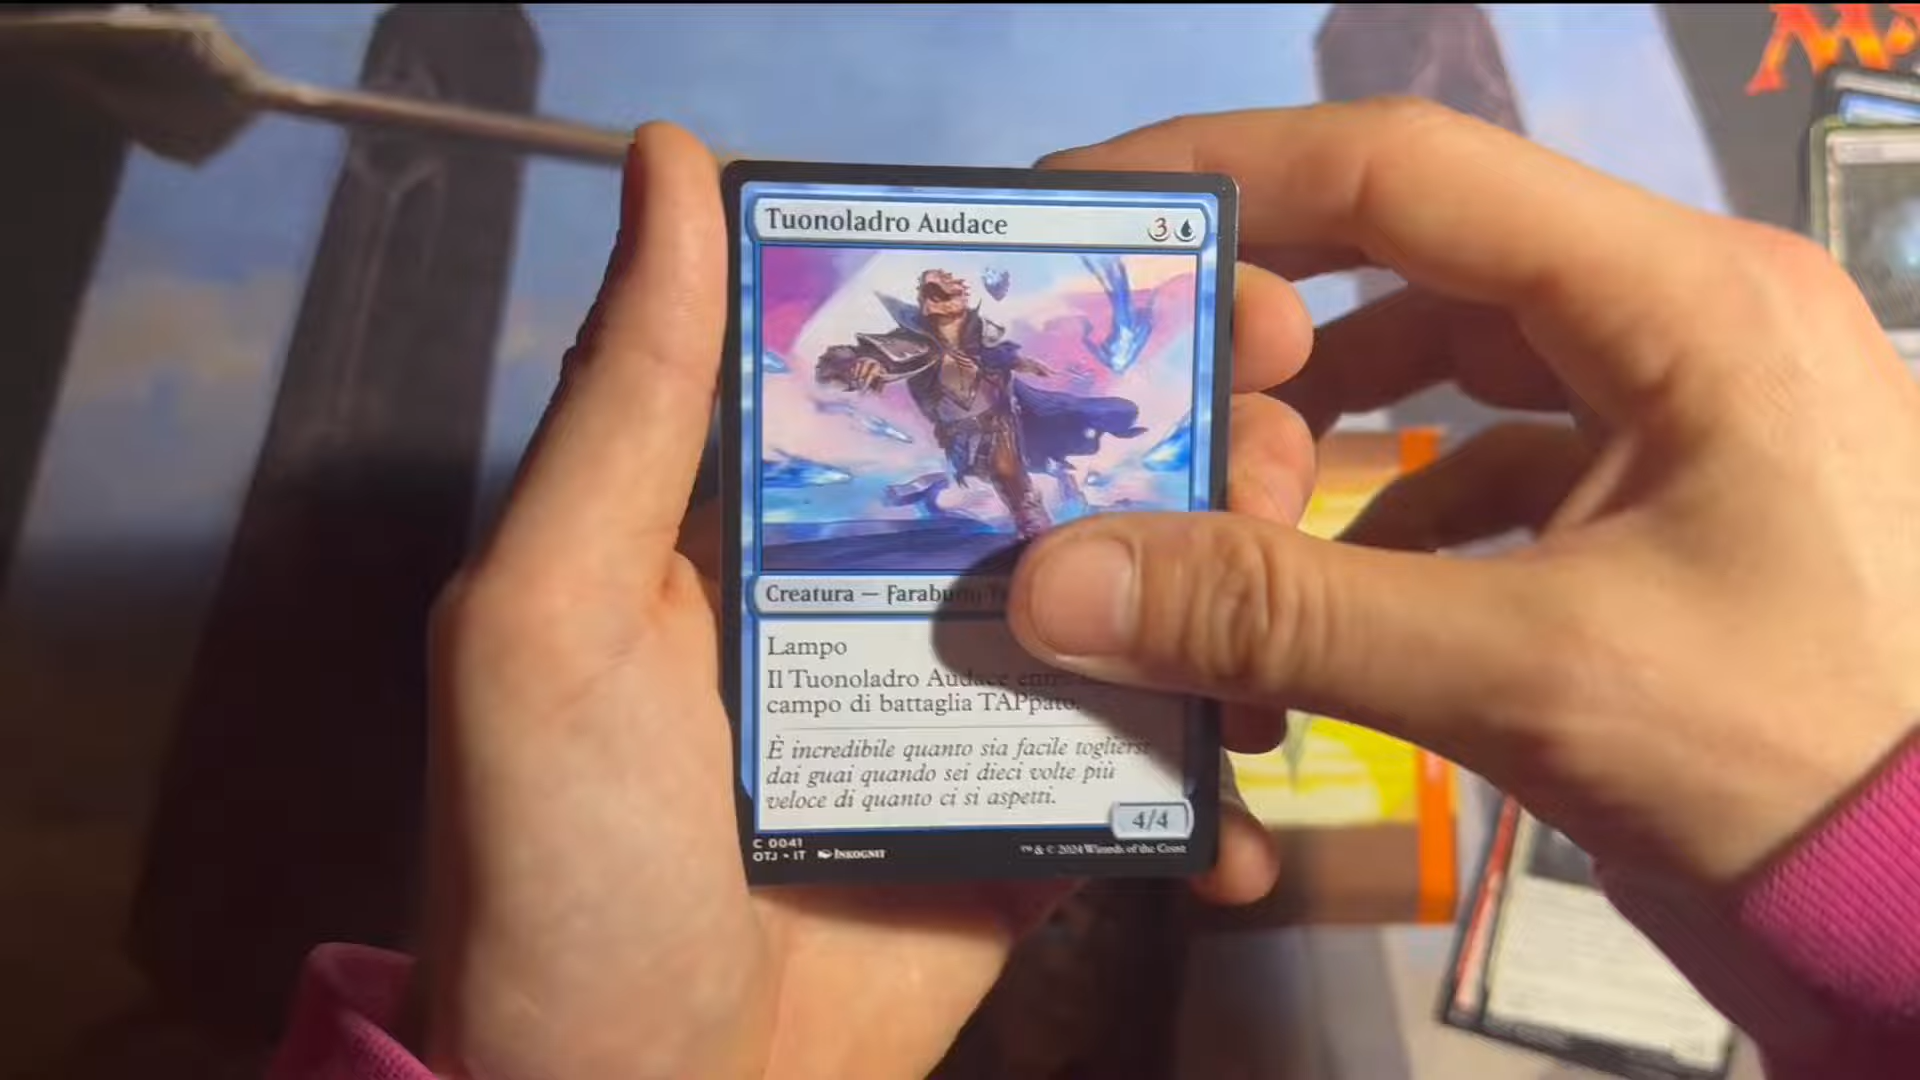 Tuonoladro Audace 3
Creatura — Farabutto
Lampo
Il Tuonoladro Audace entra
campo di battaglia TAPpato.
È incredibile quanto sia facile togliersi
dai guai quando sei dieci volte più
veloce di quanto ci si aspetti.
4/4
C 0041
OTJ • IT INKOGNIT
™ & © 2024 Wizards of the Coast